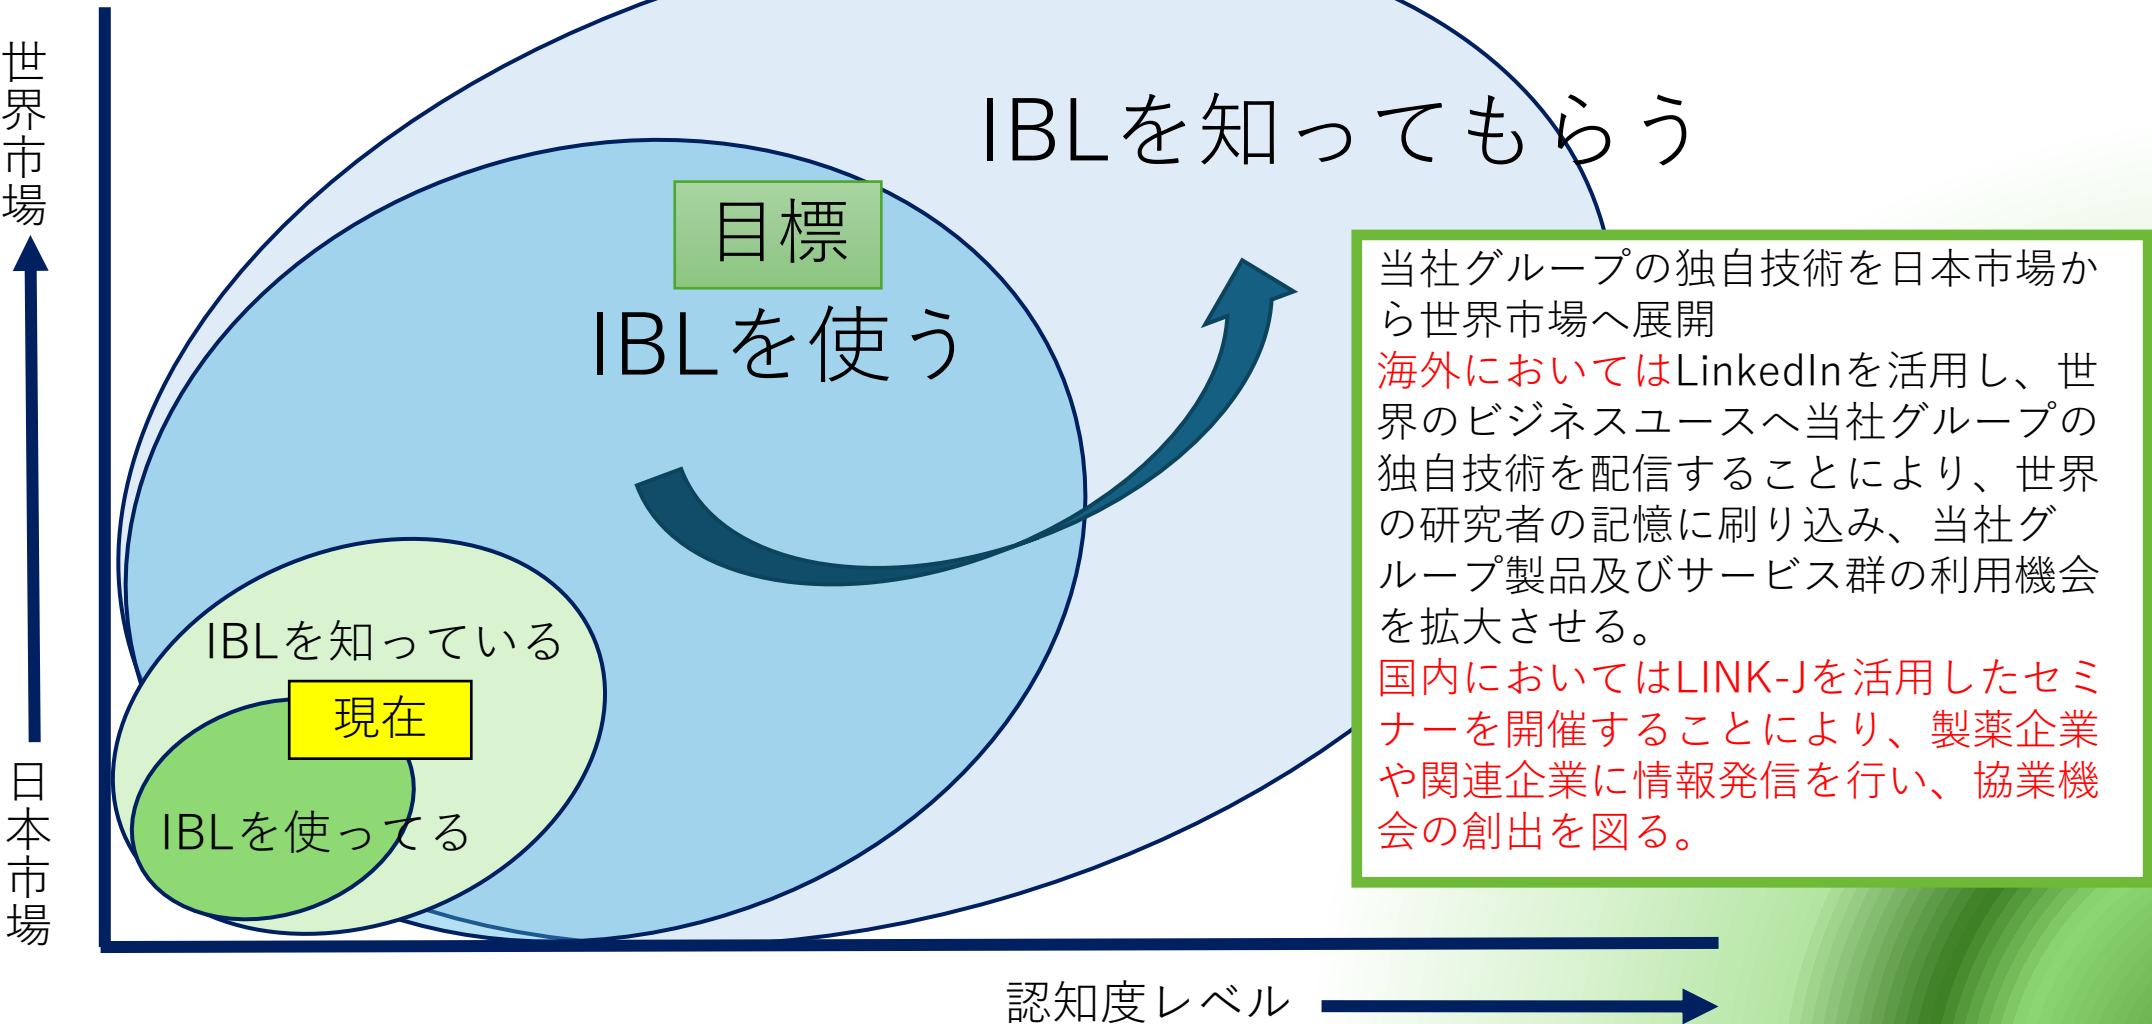 世界市場
IBLを知ってもらう
目標
IBLを使う
当社グループの独自技術を日本市場か
ら世界市場へ展開
海外においてはLinkedInを活用し、世
界のビジネスユースへ当社グループの
独自技術を配信することにより、世界
の研究者の記憶に刷り込み、当社グ
ループ製品及びサービス群の利用機会
を拡大させる。
国内においてはLINK-Jを活用したセミ
ナーを開催することにより、製薬企業
や関連企業に情報発信を行い、協業機
会の創出を図る。
IBLを知っている
現在
IBLを使ってる
日本市場
認知度レベル